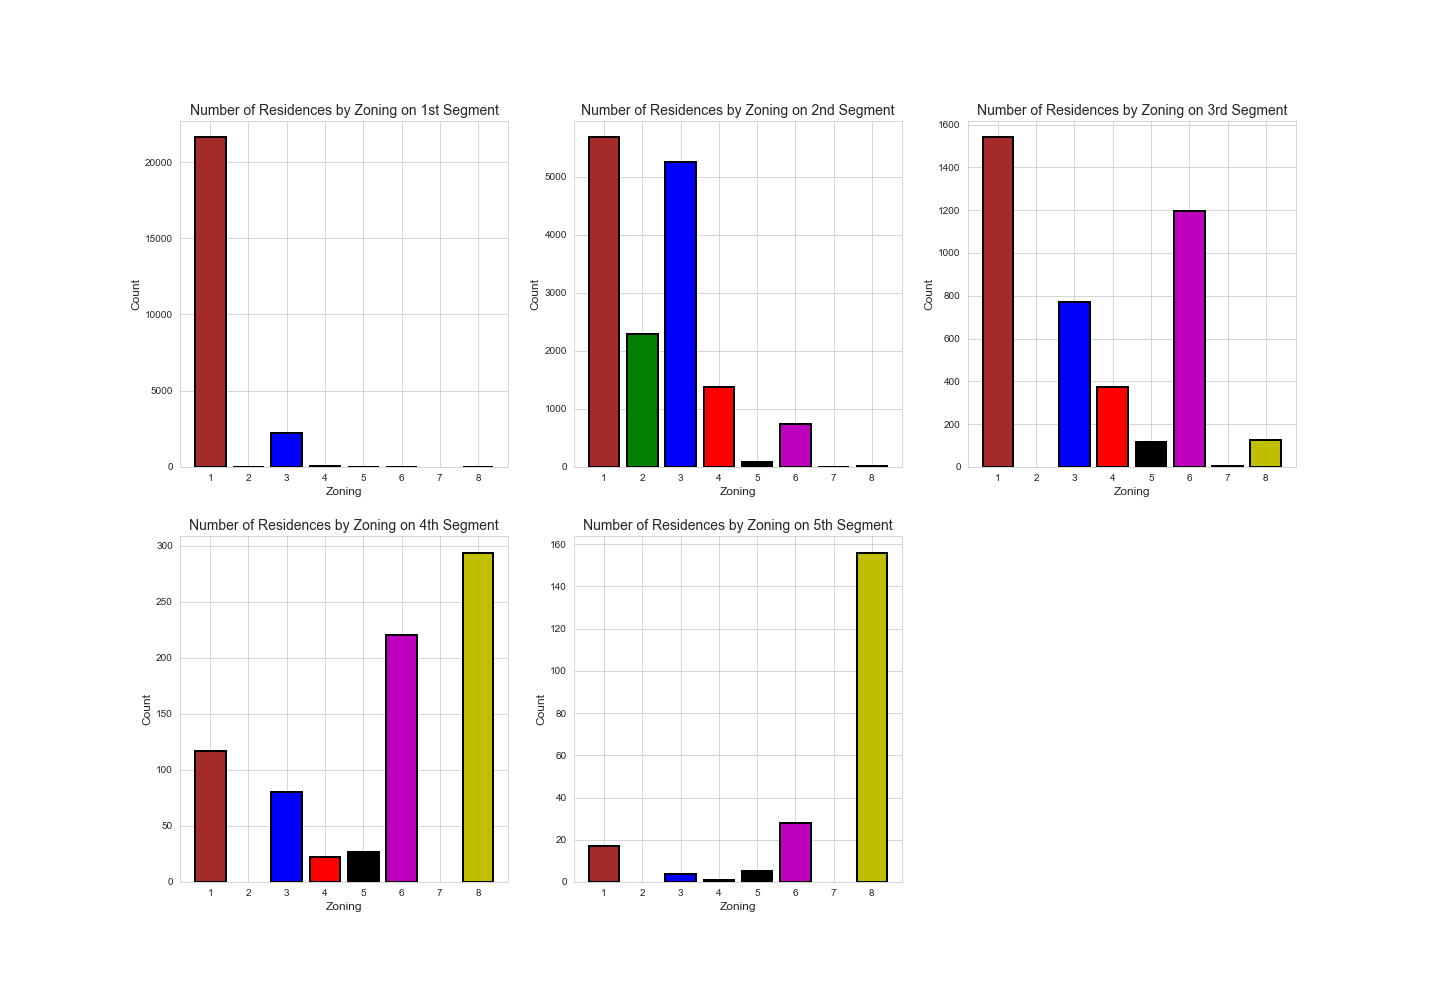 Number of Residences by Zoning on 1st Segment
Count
20000
15000
10000
5000
0
1 2 3 4 5 6 7 8
Zoning
Number of Residences by Zoning on 2nd Segment
Count
5000
4000
3000
2000
1000
0
1 2 3 4 5 6 7 8
Zoning
Number of Residences by Zoning on 3rd Segment
Count
1600
1400
1200
1000
800
600
400
200
0
1 2 3 4 5 6 7 8
Zoning
Number of Residences by Zoning on 4th Segment
Count
300
250
200
150
100
50
0
1 2 3 4 5 6 7 8
Zoning
Number of Residences by Zoning on 5th Segment
Count
160
140
120
100
80
60
40
20
0
1 2 3 4 5 6 7 8
Zoning